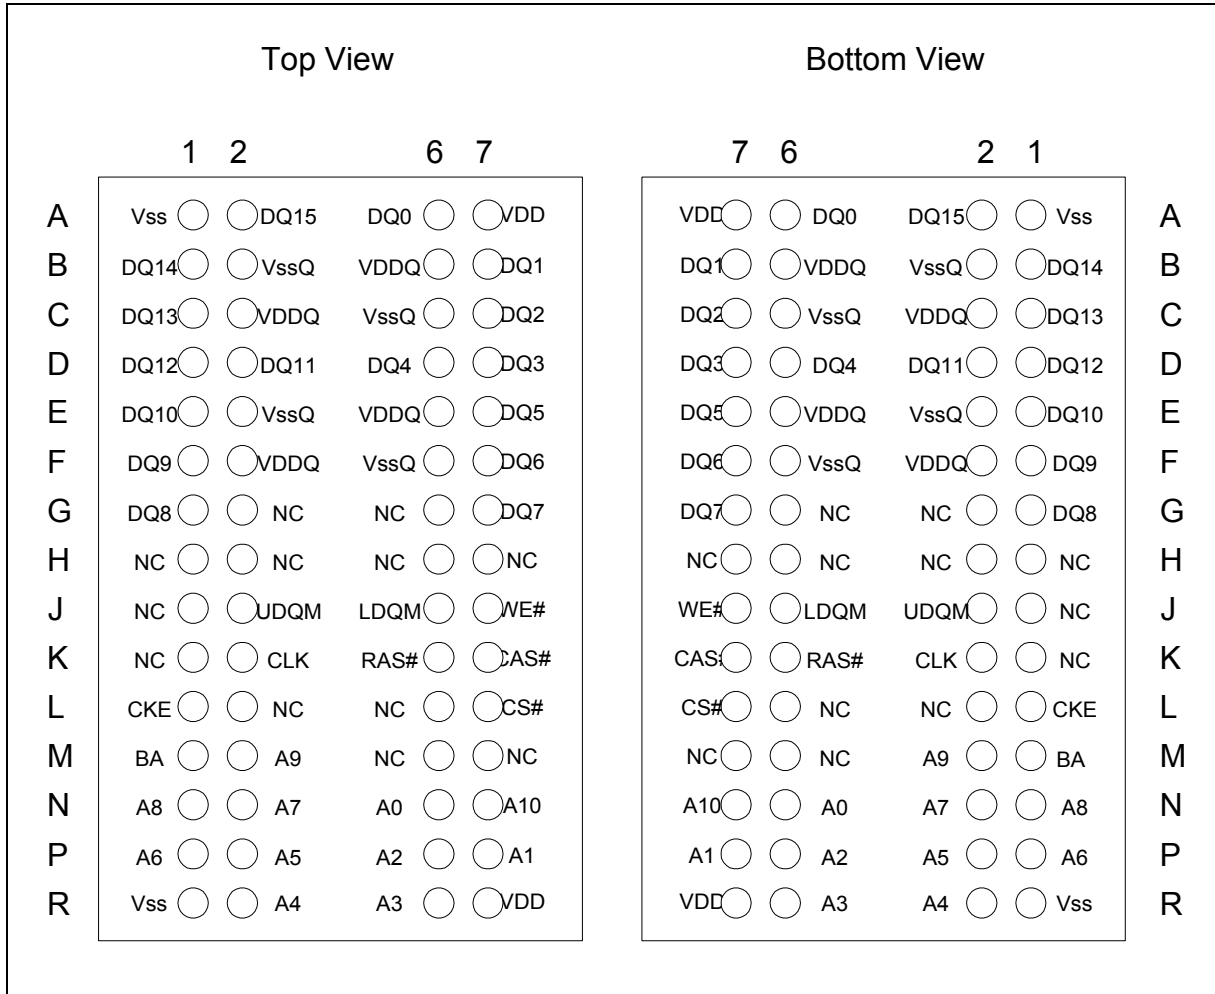 Top View Bottom View
1 2 6 7 7 6 2 1
A Vss DQ15 DQ0 VDD VDD DQ0 DQ15 Vss A
B DQ14 VssQ VDDQ DQ1 DQ1 VDDQ VssQ DQ14 B
C DQ13 VDDQ VssQ DQ2 DQ2 VssQ VDDQ DQ13 C
D DQ12 DQ11 DQ4 DQ3 DQ3 DQ4 DQ11 DQ12 D
E DQ10 VssQ VDDQ DQ5 DQ5 VDDQ VssQ DQ10 E
F DQ9 VDDQ VssQ DQ6 DQ6 VssQ VDDQ DQ9 F
G DQ8 NC NC DQ7 DQ7 NC NC DQ8 G
H NC NC NC NC NC NC NC NC H
J NC UDQM LDQM WE# WE# LDQM UDQM NC J
K NC CLK RAS# CAS# CAS# RAS# CLK NC K
L CKE NC NC CS# CS# NC NC CKE L
M BA A9 NC NC NC NC A9 BA M
N A8 A7 A0 A10 A10 A0 A7 A8 N
P A6 A5 A2 A1 A1 A2 A5 A6 P
R Vss A4 A3 VDD VDD A3 A4 Vss R